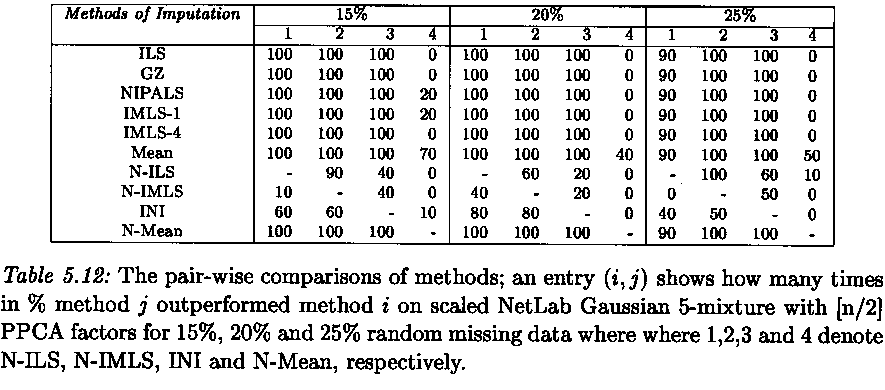 Methods of Imputation 15% 20% 25%
1 2 3 4 1 2 3 4 1 2 3 4
ILS 100 100 100 0 100 100 100 0 90 100 100 0
GZ 100 100 100 0 100 100 100 0 90 100 100 0
NIPALS 100 100 100 20 100 100 100 0 90 100 100 0
IMLS-1 100 100 100 20 100 100 100 0 90 100 100 0
IMLS-4 100 100 100 0 100 100 100 0 90 100 100 0
Mean 100 100 100 70 100 100 100 40 90 100 100 50
N-ILS - 90 40 0 - 60 20 0 - 100 60 10
N-IMLS 10 - 40 0 40 - 20 0 0 - 50 0
INI 60 60 - 10 80 80 - 0 40 50 - 0
N-Mean 100 100 100 - 100 100 100 - 90 100 100 -
Table 5.12: The pair-wise comparisons of methods; an entry (i, j) shows how many times
in % method j outperformed method i on scaled NetLab Gaussian 5-mixture with [n/2]
PPCA factors for 15%, 20% and 25% random missing data where where 1,2,3 and 4 denote
N-ILS, N-IMLS, INI and N-Mean, respectively.